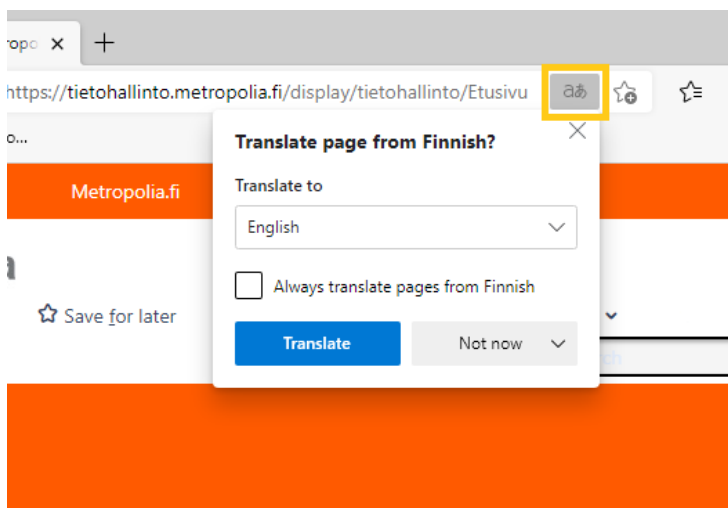 https://tietohallinto.metropolia.fi/display/tietohallinto/Etusivu aあ
o...
Translate page from Finnish?
Metropolia.fi
Translate to
English
Always translate pages from Finnish
Save for later
Translate Not now